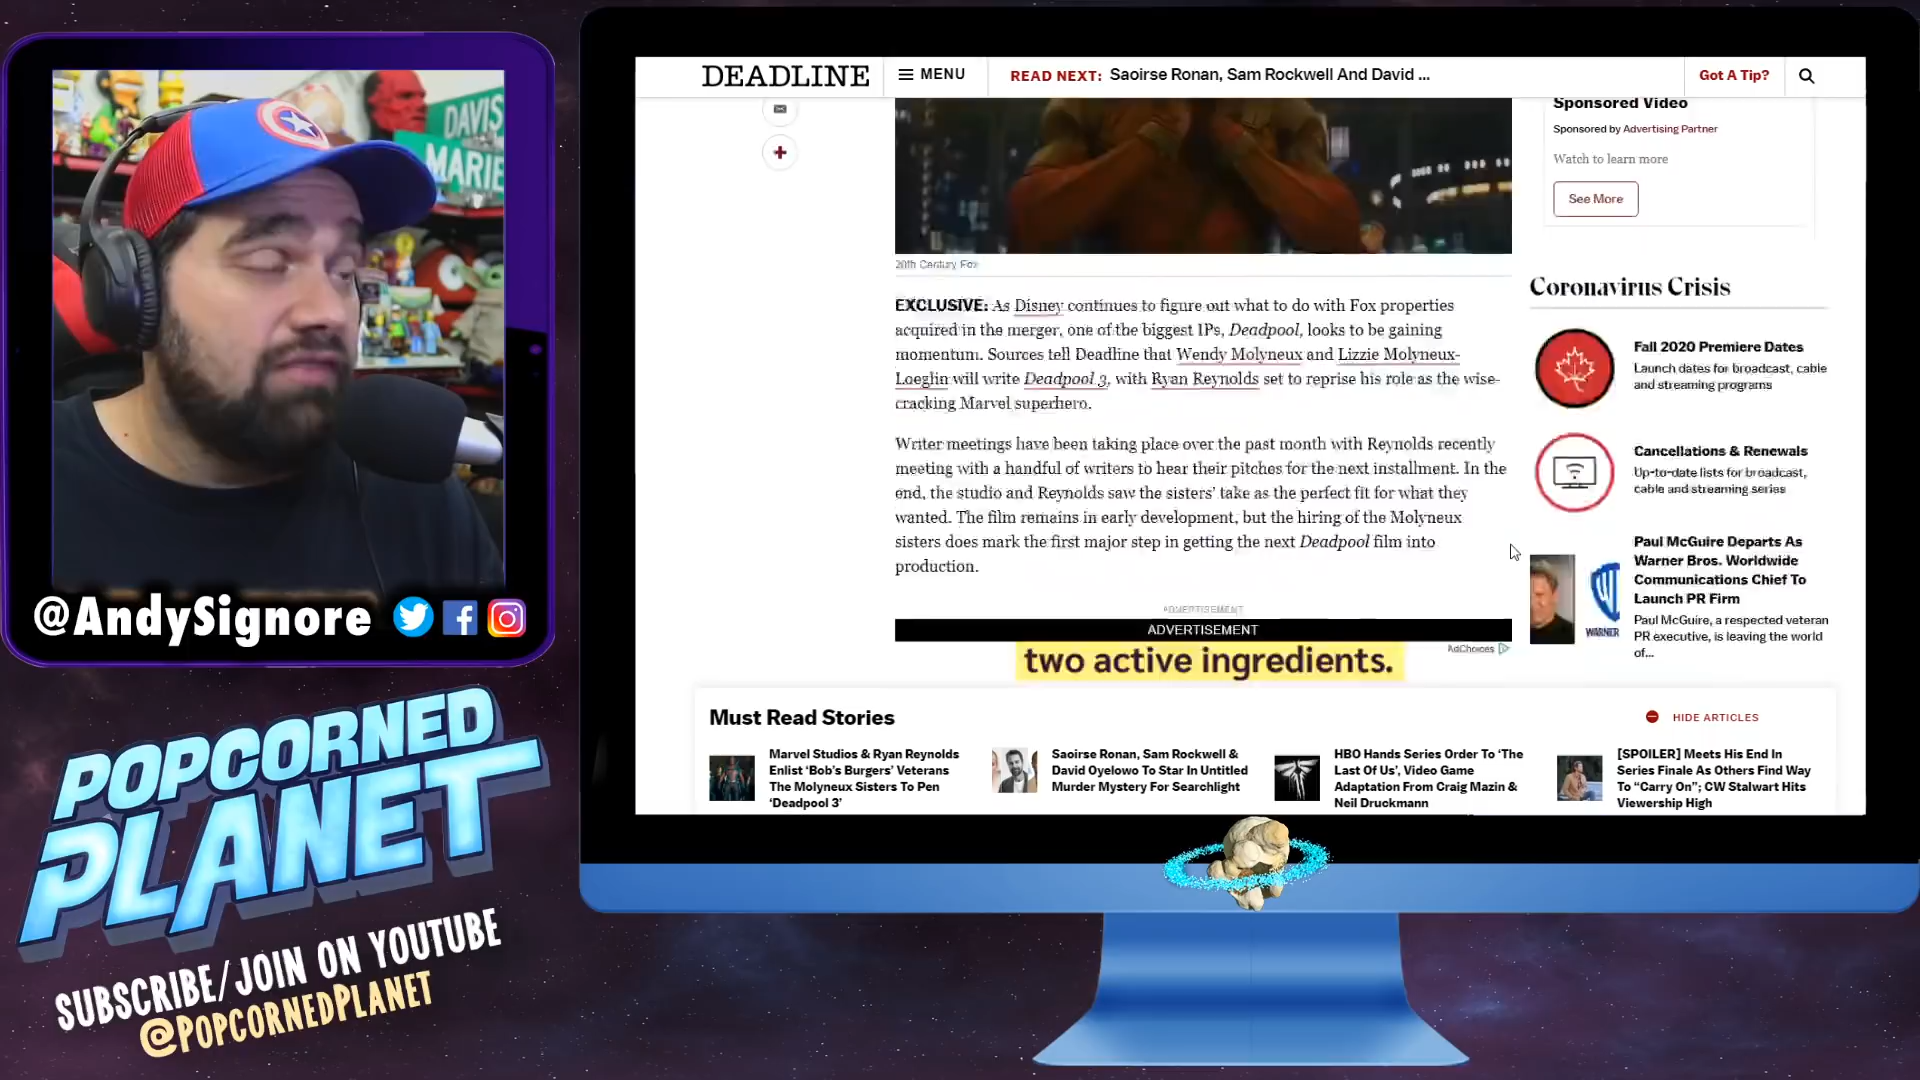 DAVIS
MARIE
@AndySignore
POPCORNED
PLANET
SUBSCRIBE/JOIN ON YOUTUBE
@POPCORNEDPLANET
DEADLINE
MENU
READ NEXT: Saoirse Ronan, Sam Rockwell And David ...
Got A Tip?
20th Century Fox
EXCLUSIVE: As Disney continues to figure out what to do with Fox properties
acquired in the merger, one of the biggest IPs, Deadpool, looks to be gaining
momentum. Sources tell Deadline that Wendy Molyneux and Lizzie Molyneux-
Loeglin will write Deadpool 3, with Ryan Reynolds set to reprise his role as the wise-
cracking Marvel superhero.
Writer meetings have been taking place over the past month with Reynolds recently
meeting with a handful of writers to hear their pitches for the next installment. In the
end, the studio and Reynolds saw the sisters' take as the perfect fit for what they
wanted. The film remains in early development, but the hiring of the Molyneux
sisters does mark the first major step in getting the next Deadpool film into
production.
ADVERTISEMENT
ADVERTISEMENT
AdChoices
two active ingredients.
Sponsored Video
Sponsored by Advertising Partner
Watch to learn more
See More
Coronavirus Crisis
Fall 2020 Premiere Dates
Launch dates for broadcast, cable
and streaming programs
Cancellations & Renewals
Up-to-date lists for broadcast,
cable and streaming series
Paul McGuire Departs As
Warner Bros. Worldwide
Communications Chief To
Launch PR Firm
Paul McGuire, a respected veteran
PR executive, is leaving the world
of...
WARNER
Must Read Stories
HIDE ARTICLES
Marvel Studios & Ryan Reynolds
Enlist 'Bob's Burgers' Veterans
The Molyneux Sisters To Pen
'Deadpool 3'
Saoirse Ronan, Sam Rockwell &
David Oyelowo To Star In Untitled
Murder Mystery For Searchlight
HBO Hands Series Order To 'The
Last Of Us', Video Game
Adaptation From Craig Mazin &
Neil Druckmann
[SPOILER] Meets His End In
Series Finale As Others Find Way
To "Carry On"; CW Stalwart Hits
Viewership High